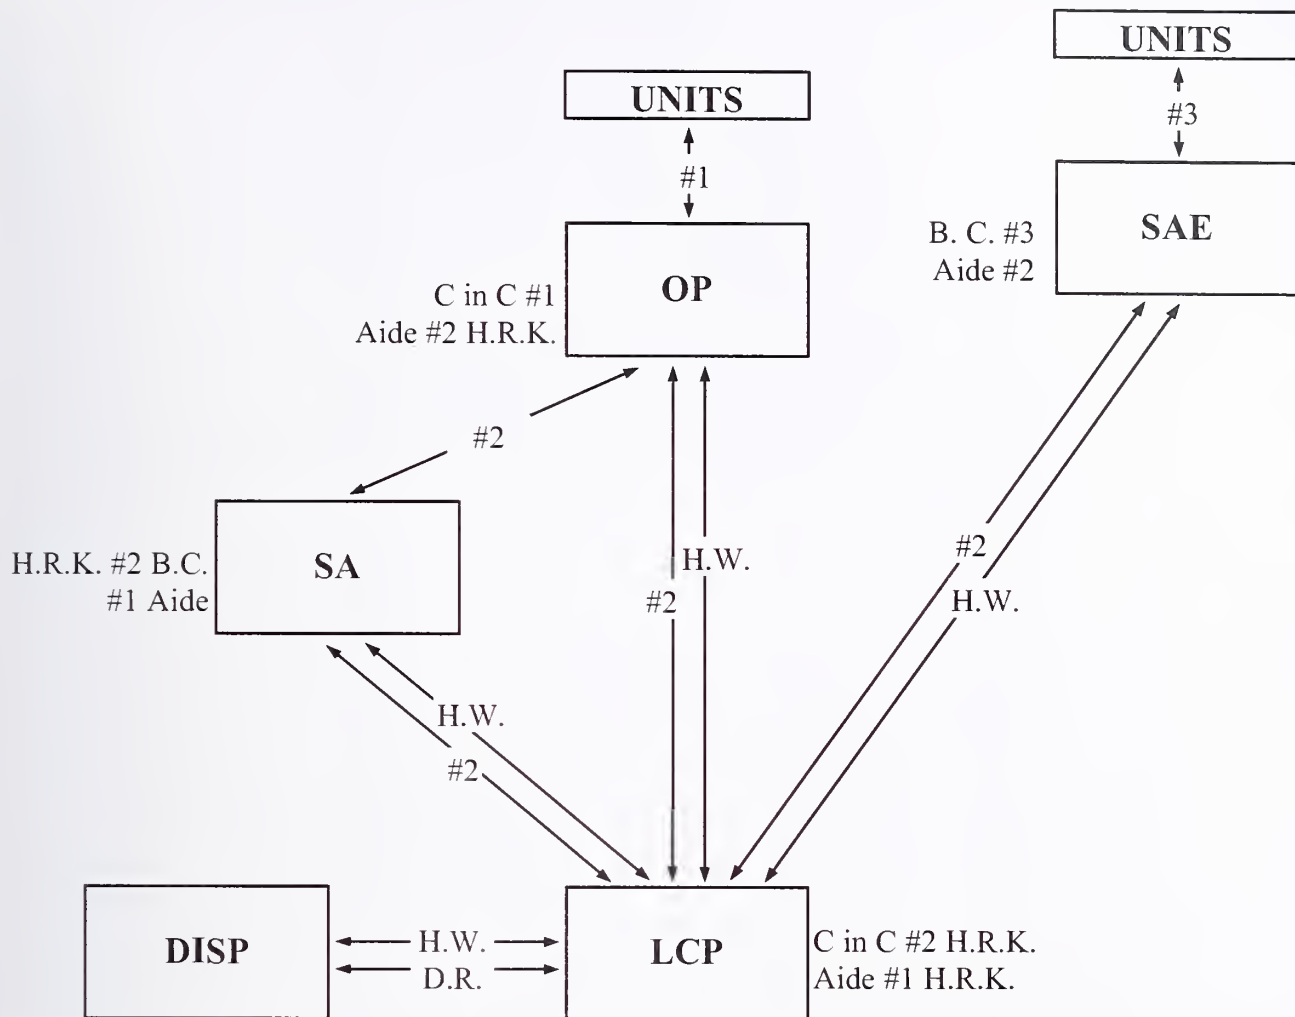 UNITS
UNITS
#3
#1
B. C. #3
Aide #2
SAE
C in C #1
Aide #2 H.R.K.
OP
#2
H.R.K. #2 B.C.
#1 Aide
SA
#2
H.W.
H.W.
#2
H.W.
#2
DISP
H.W.
D.R.
LCP
C in C #2 H.R.K.
Aide #1 H.R.K.